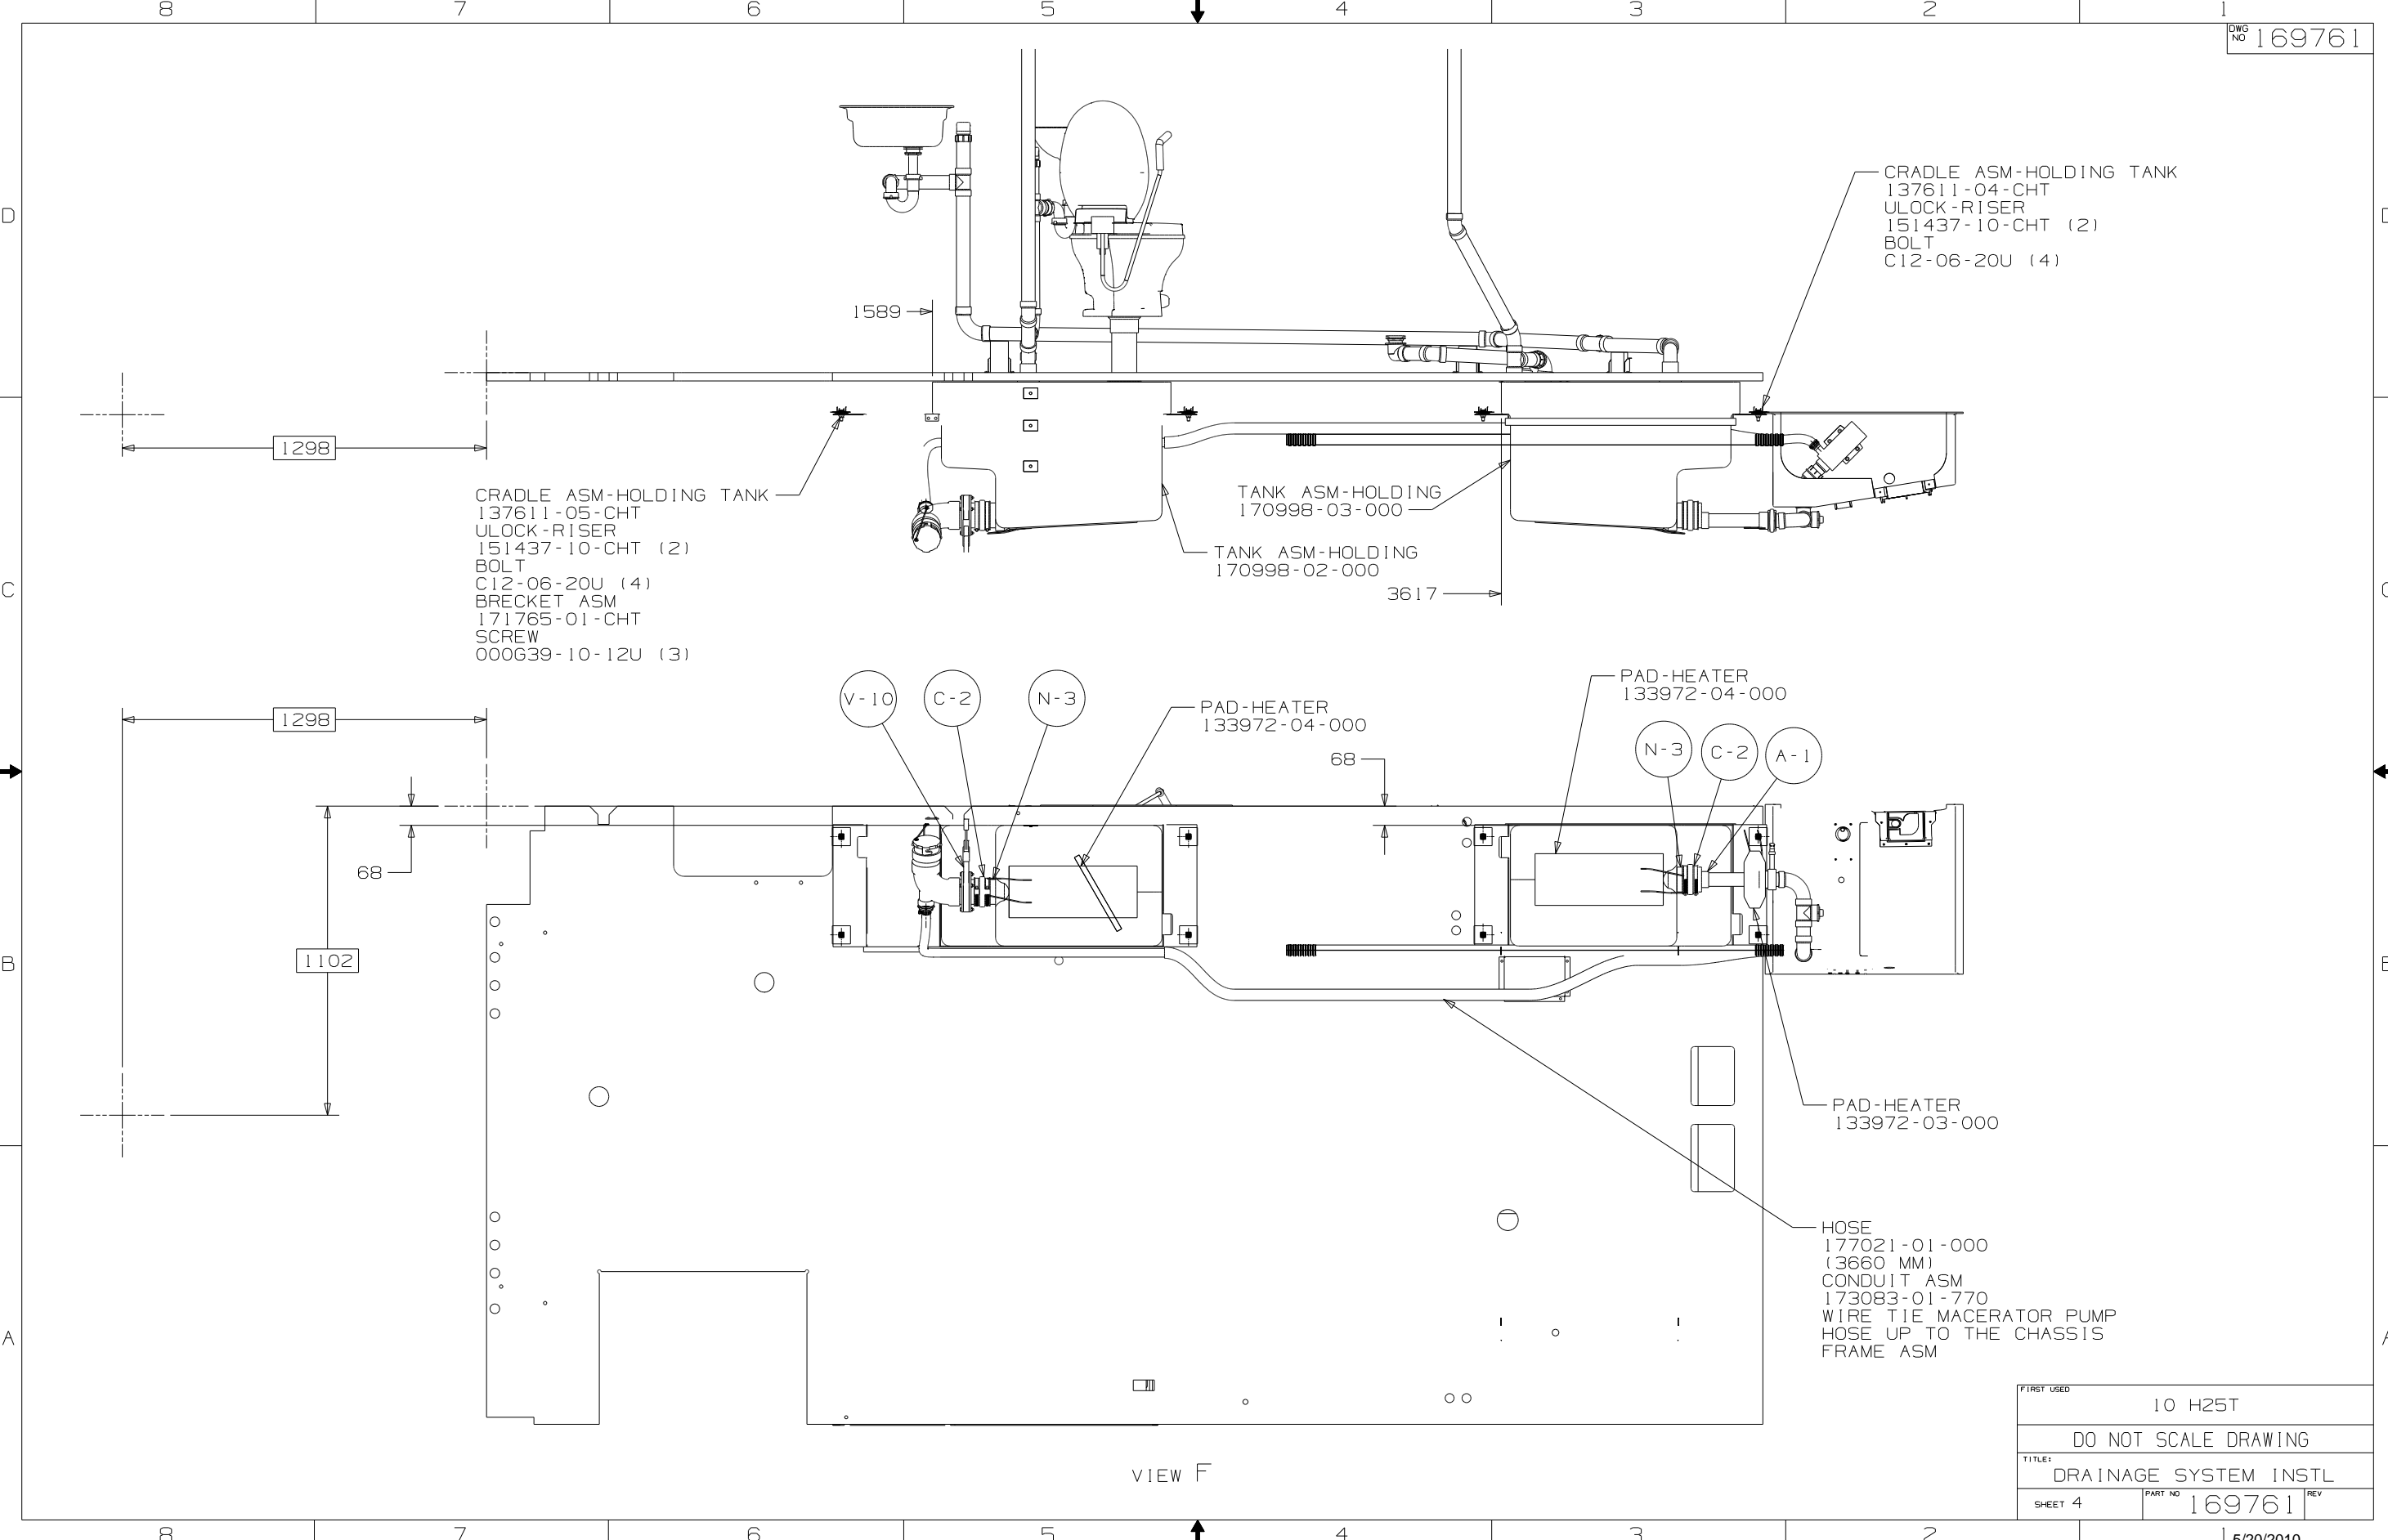 8 7 6 5 4 3 2 1
DWG NO 169761
D
CRADLE ASM-HOLDING TANK
137611-04-CHT
ULOCK-RISER
151437-10-CHT (2)
BOLT
C12-06-20U (4)
1589
1298
CRADLE ASM-HOLDING TANK
137611-05-CHT
ULOCK-RISER
151437-10-CHT (2)
BOLT
C12-06-20U (4)
BRECKET ASM
171765-01-CHT
SCREW
000G39-10-12U (3)
TANK ASM-HOLDING
170998-03-000
TANK ASM-HOLDING
170998-02-000
3617
C
1298
V-10
C-2
N-3
PAD-HEATER
133972-04-000
PAD-HEATER
133972-04-000
68
N-3
C-2
A-1
68
1102
B
PAD-HEATER
133972-03-000
HOSE
177021-01-000
(3660 MM)
CONDUIT ASM
173083-01-770
WIRE TIE MACERATOR PUMP
HOSE UP TO THE CHASSIS
FRAME ASM
A
VIEW F
FIRST USED
10 H25T
DO NOT SCALE DRAWING
TITLE:
DRAINAGE SYSTEM INSTL
SHEET 4
PART NO 169761
REV
8 7 6 5 4 3 2 1
5/20/2010